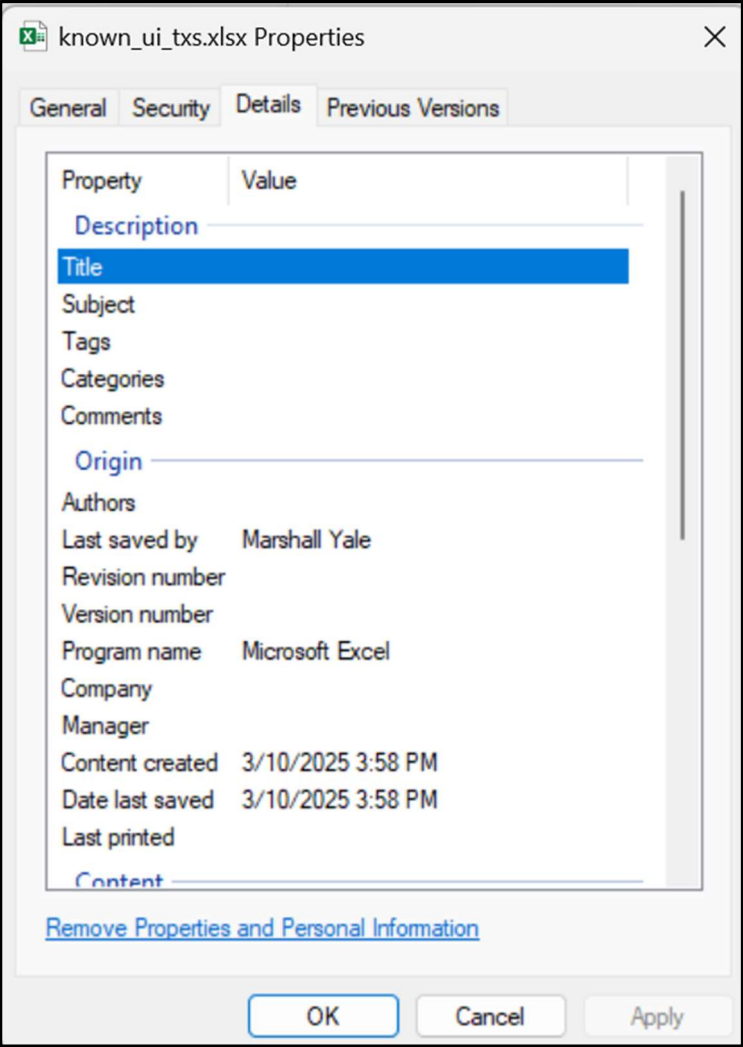 known_ui_txs.xlsx Properties
General Security Details Previous Versions
Property Value
Description
Title
Subject
Tags
Categories
Comments
Origin
Authors
Last saved by Marshall Yale
Revision number
Version number
Program name Microsoft Excel
Company
Manager
Content created 3/10/2025 3:58 PM
Date last saved 3/10/2025 3:58 PM
Last printed
Content
Remove Properties and Personal Information
OK Cancel Apply